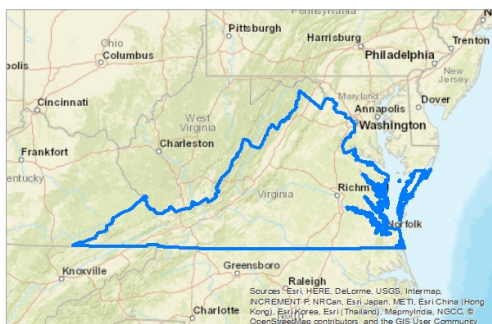 Pennsylvania
Pittsburgh
Harrisburg
Trenton
Ohio
Columbus
Philadelphia
New
Jersey
Maryland
Dover
Annapolis
Cincinnati
West
Virginia
Washington
Frankfort
Charleston
Richm
Virginia
Norfolk
Knoxville
Greensboro
Raleigh
Charlotte
Sources: Esri, HERE, DeLorme, USGS, Intermap,
INCREMENT P, NRCan, Esri Japan, METI, Esri China (Hong
Kong), Esri Korea, Esri (Thailand), MapmyIndia, NGCC, ©
OpenStreetMap contributors, and the GIS User Community